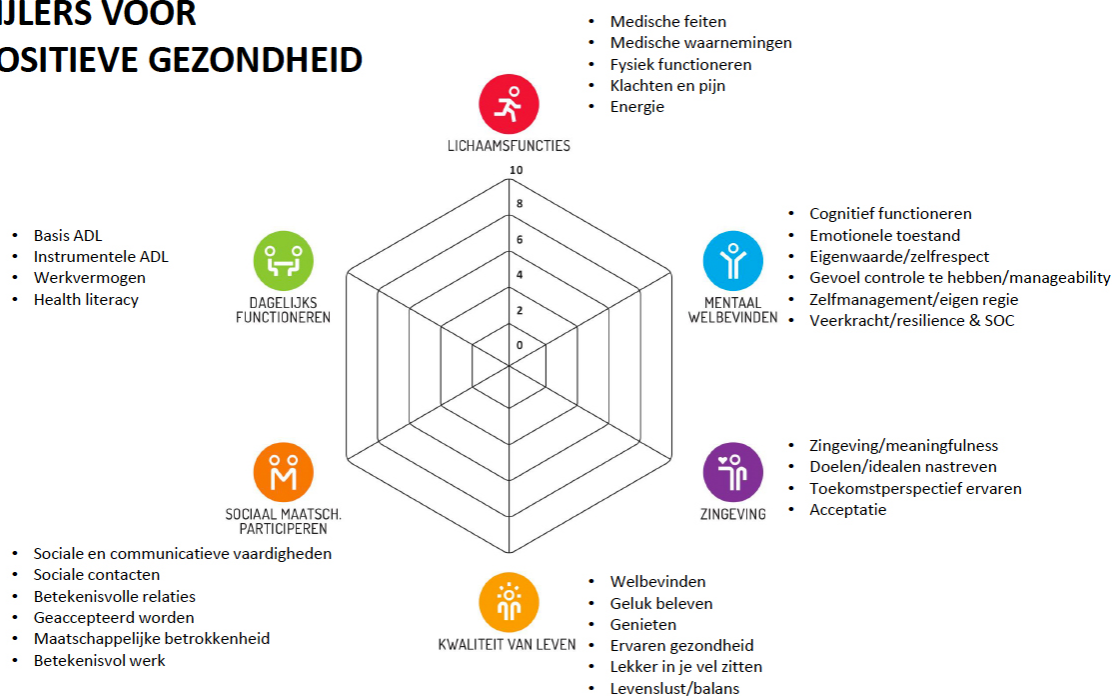 IJLERS VOOR
OSITIEVE GEZONDHEID
• Medische feiten
• Medische waarnemingen
• Fysiek functioneren
• Klachten en pijn
• Energie
LICHAAMSFUNCTIES
10
8
6
4
2
0
• Cognitief functioneren
• Emotionele toestand
• Eigenwaarde/zelfrespect
• Gevoel controle te hebben/manageability
• Zelfmanagement/eigen regie
• Veerkracht/resilience & SOC
MENTAAL
WELBEVINDEN
• Basis ADL
• Instrumentele ADL
• Werkvermogen
• Health literacy
DAGELIJKS
FUNCTIONEREN
• Zingeving/meaningfulness
• Doelen/idealen nastreven
• Toekomstperspectief ervaren
• Acceptatie
ZINGEVING
SOCIAAL MAATSCH.
PARTICIPEREN
• Sociale en communicatieve vaardigheden
• Sociale contacten
• Betekenisvolle relaties
• Geaccepteerd worden
• Maatschappelijke betrokkenheid
• Betekenisvol werk
KWALITEIT VAN LEVEN
• Welbevinden
• Geluk beleven
• Genieten
• Ervaren gezondheid
• Lekker in je vel zitten
• Levenslust/balans